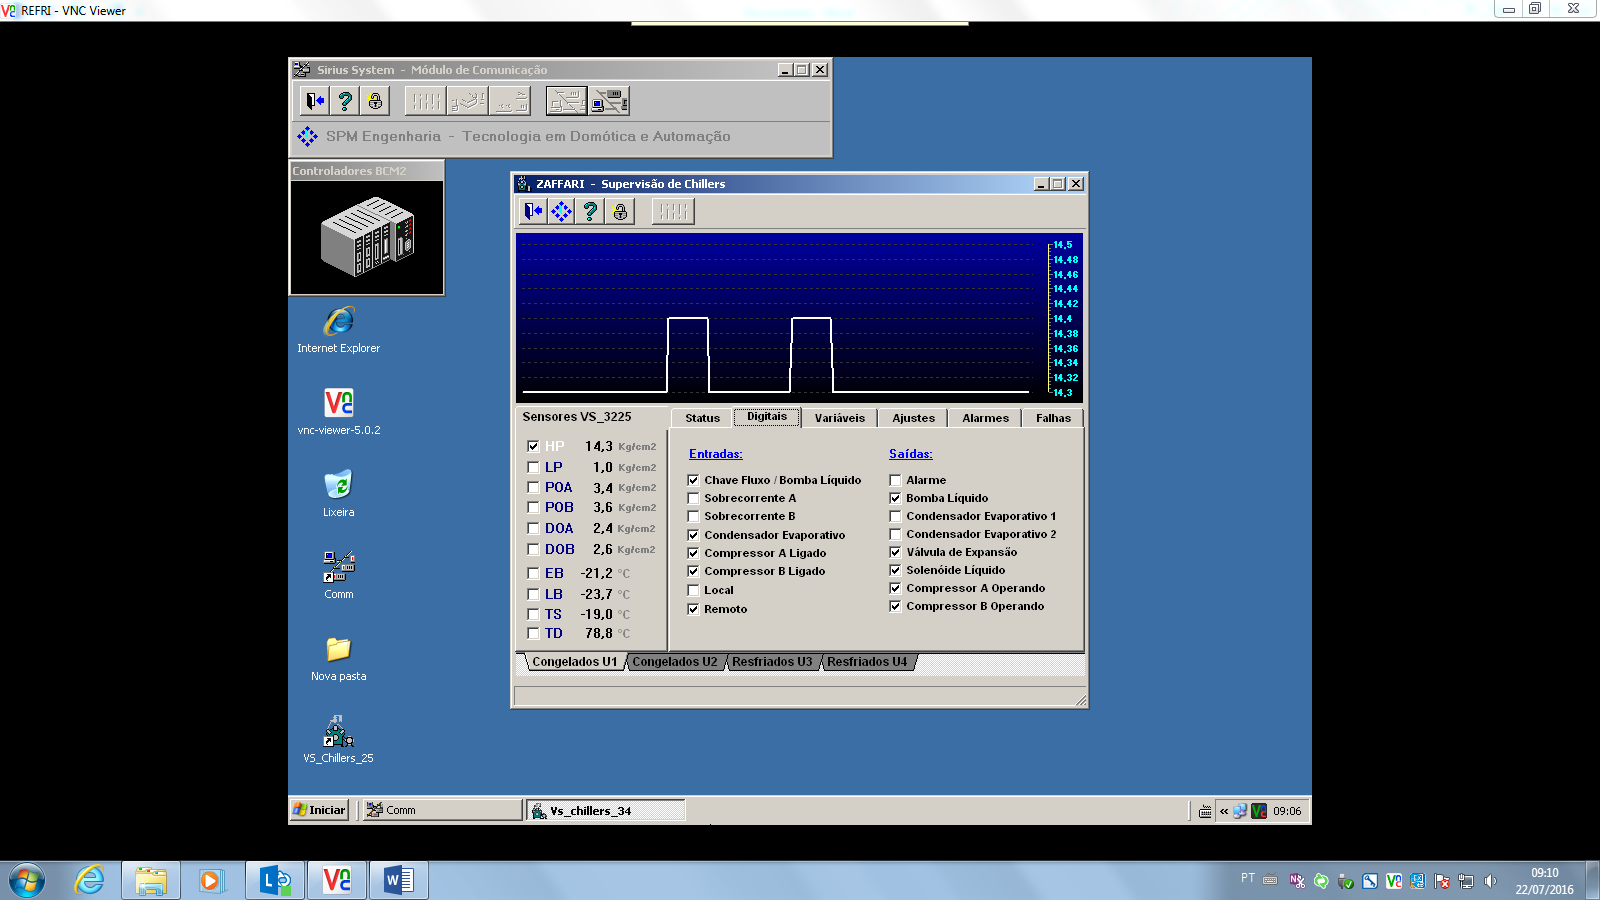 REFRI - VNC Viewer
Sirius System - Módulo de Comunicação
SPM Engenharia - Tecnologia em Domótica e Automação
Controladores BCM2
ZAFFARI - Supervisão de Chillers
14,5
14,48
14,46
14,44
14,42
14,4
14,38
14,36
14,34
14,32
14,3
Sensores VS_3225
Status Digitais Variáveis Ajustes Alarmes Falhas
HP 14,3 Kg/cm2
LP 1,0 Kg/cm2
POA 3,4 Kg/cm2
POB 3,6 Kg/cm2
DOA 2,4 Kg/cm2
DOB 2,6 Kg/cm2
EB -21,2 °C
LB -23,7 °C
TS -19,0 °C
TD 78,8 °C
Entradas:
Chave Fluxo / Bomba Líquido
Sobrecorrente A
Sobrecorrente B
Condensador Evaporativo
Compressor A Ligado
Compressor B Ligado
Local
Remoto
Saídas:
Alarme
Bomba Líquido
Condensador Evaporativo 1
Condensador Evaporativo 2
Válvula de Expansão
Solenóide Líquido
Compressor A Operando
Compressor B Operando
Congelados U1 Congelados U2 Resfriados U3 Resfriados U4
Internet Explorer
vnc-viewer-5.0.2
Lixeira
Comm
Nova pasta
VS_Chillers_25
Iniciar Comm Vs_chillers_34 « 09:06
PT 09:10
22/07/2016